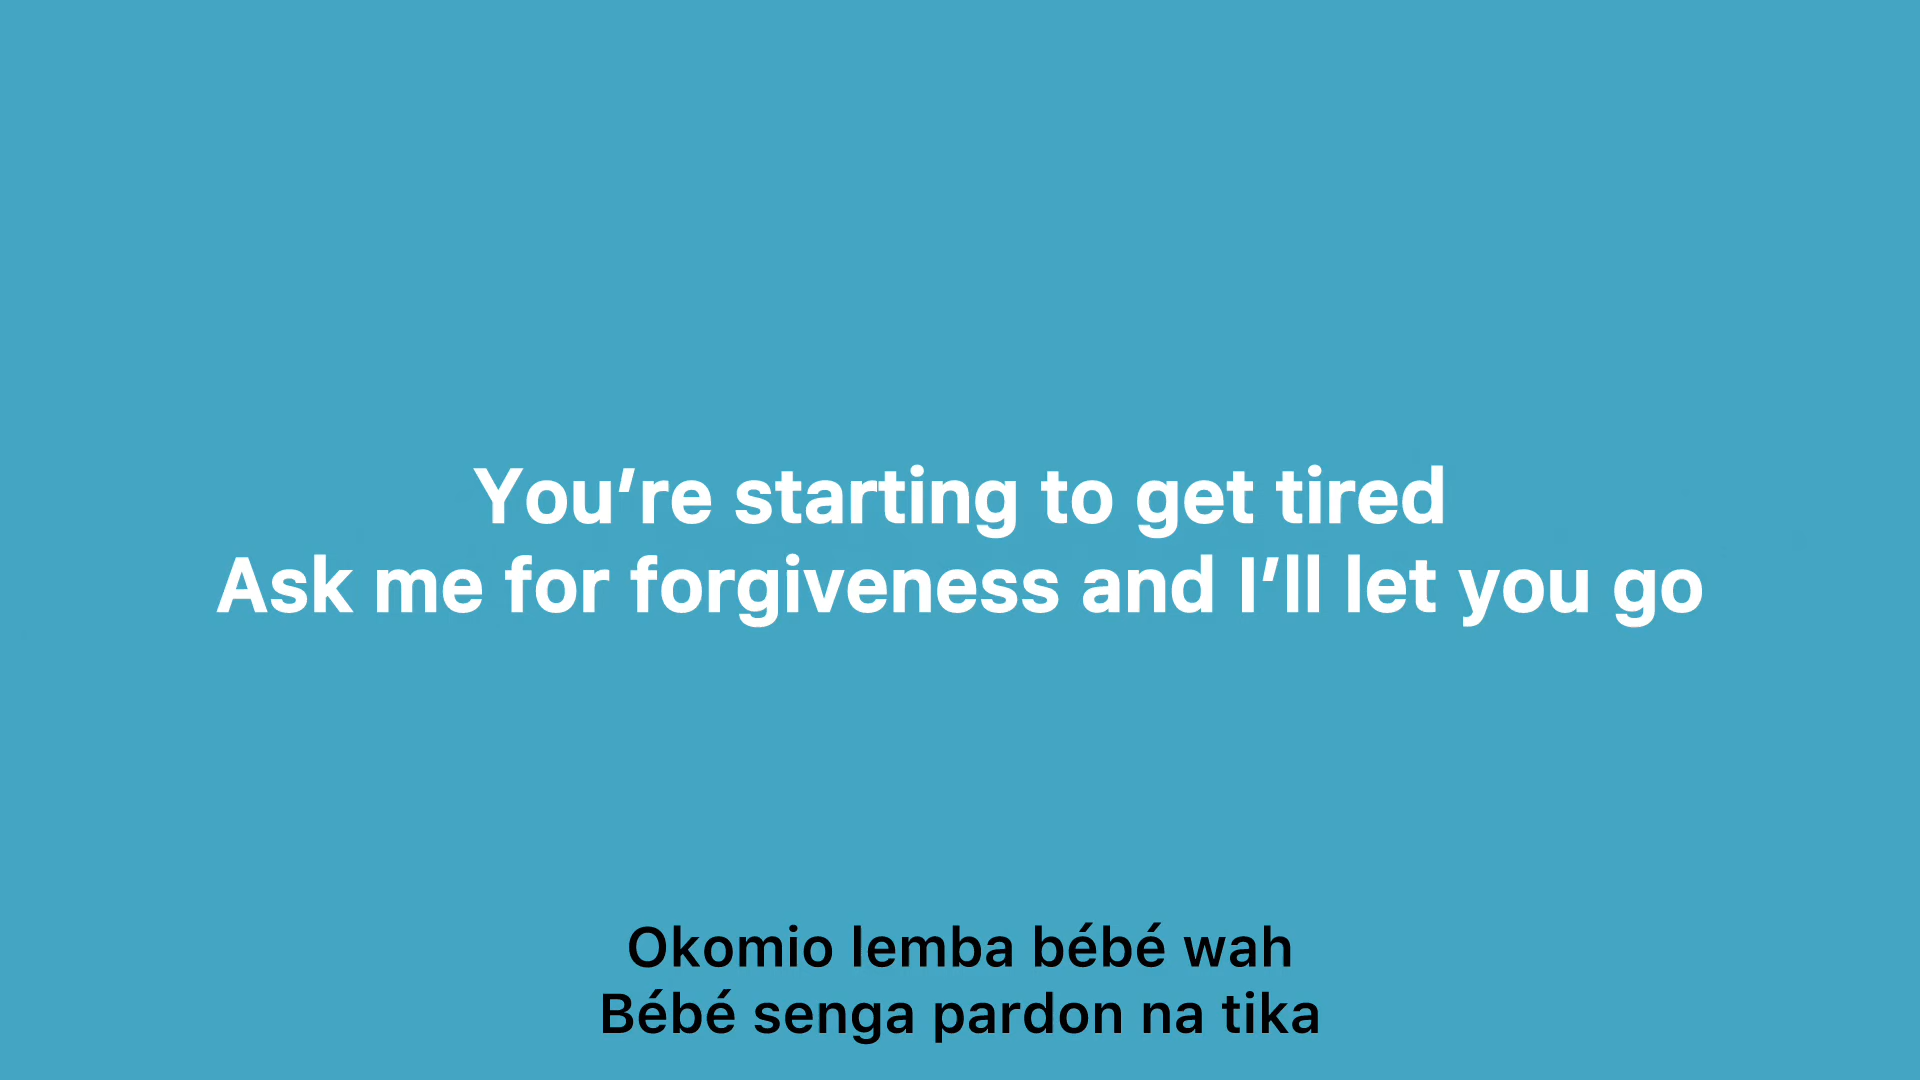 You’re starting to get tired
Ask me for forgiveness and I’ll let you go
Okomio lemba bébé wah
Bébé senga pardon na tika